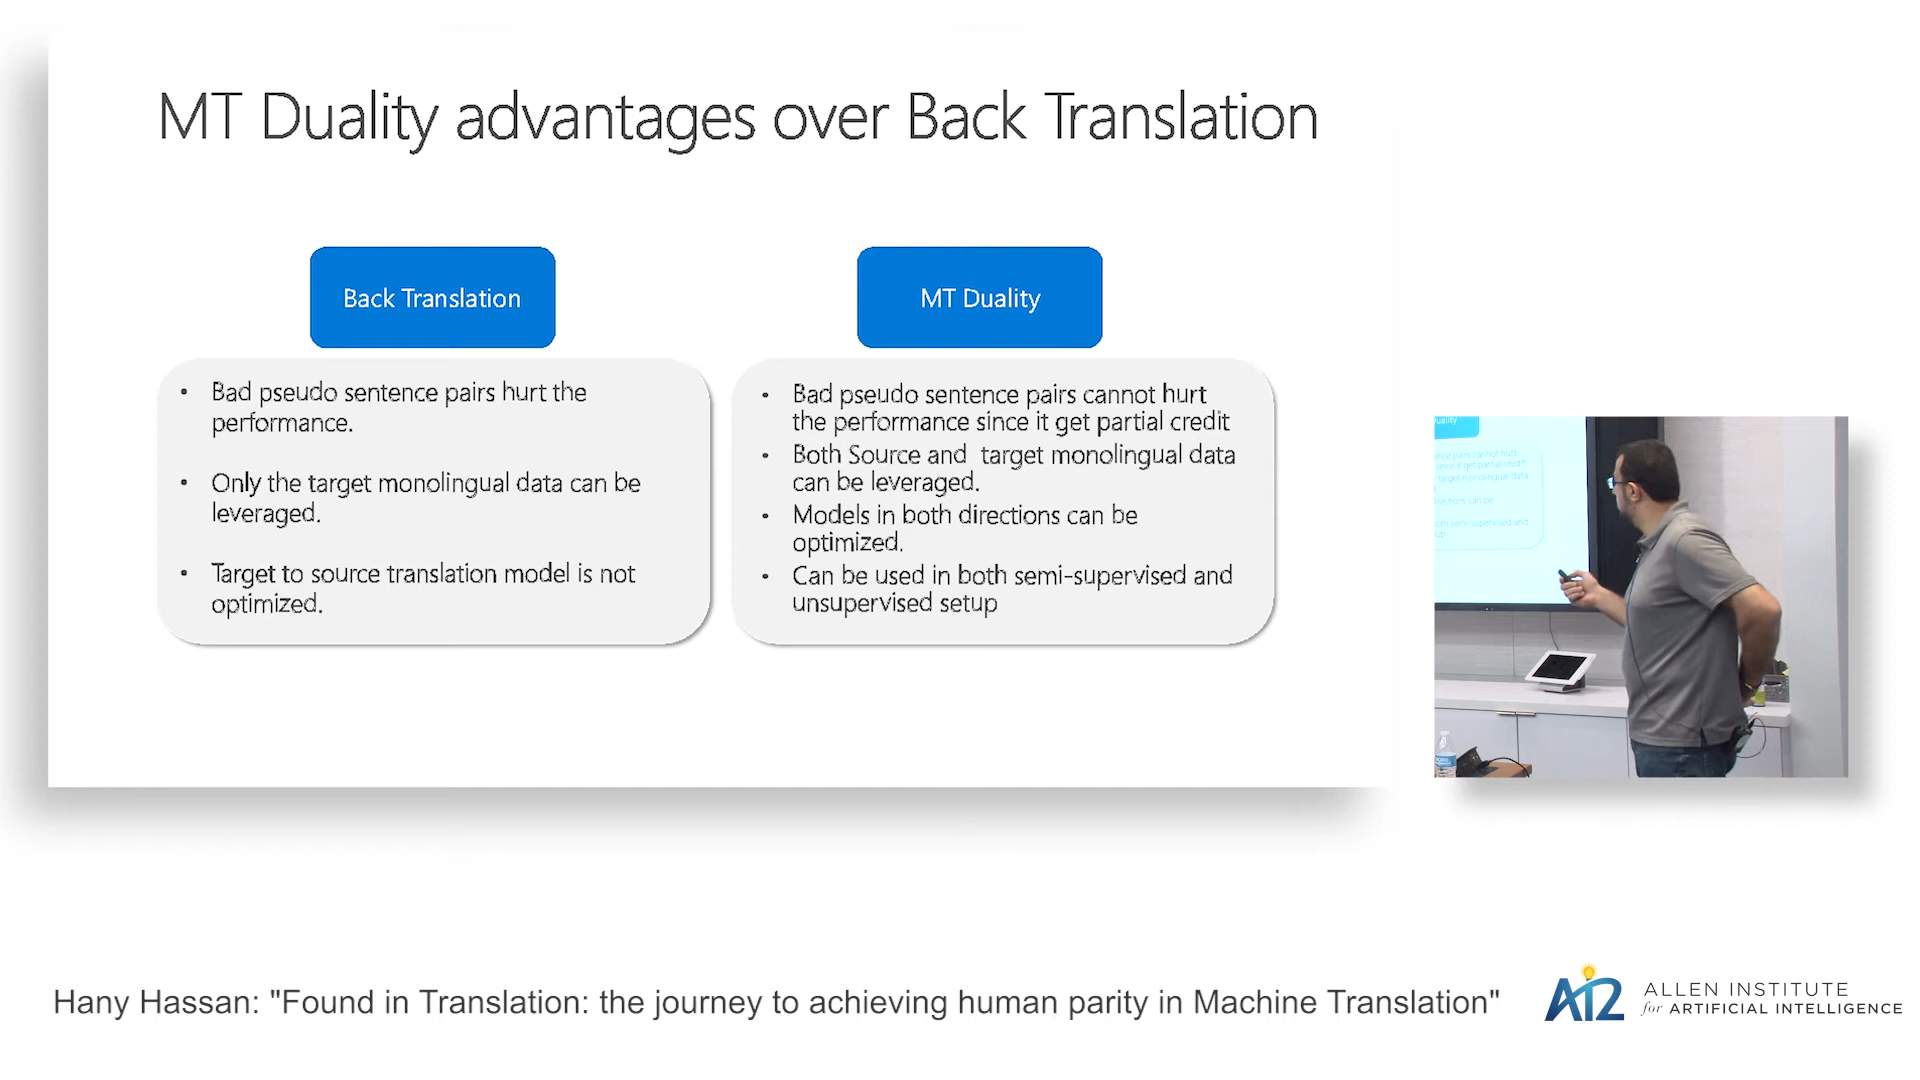 MT Duality advantages over Back Translation
Back Translation
• Bad pseudo sentence pairs hurt the
performance.
• Only the target monolingual data can be
leveraged.
• Target to source translation model is not
optimized.
MT Duality
• Bad pseudo sentence pairs cannot hurt
the performance since it get partial credit
• Both Source and target monolingual data
can be leveraged.
• Models in both directions can be
optimized.
• Can be used in both semi-supervised and
unsupervised setup
Hany Hassan: "Found in Translation: the journey to achieving human parity in Machine Translation"
AI2
ALLEN INSTITUTE
for ARTIFICIAL INTELLIGENCE